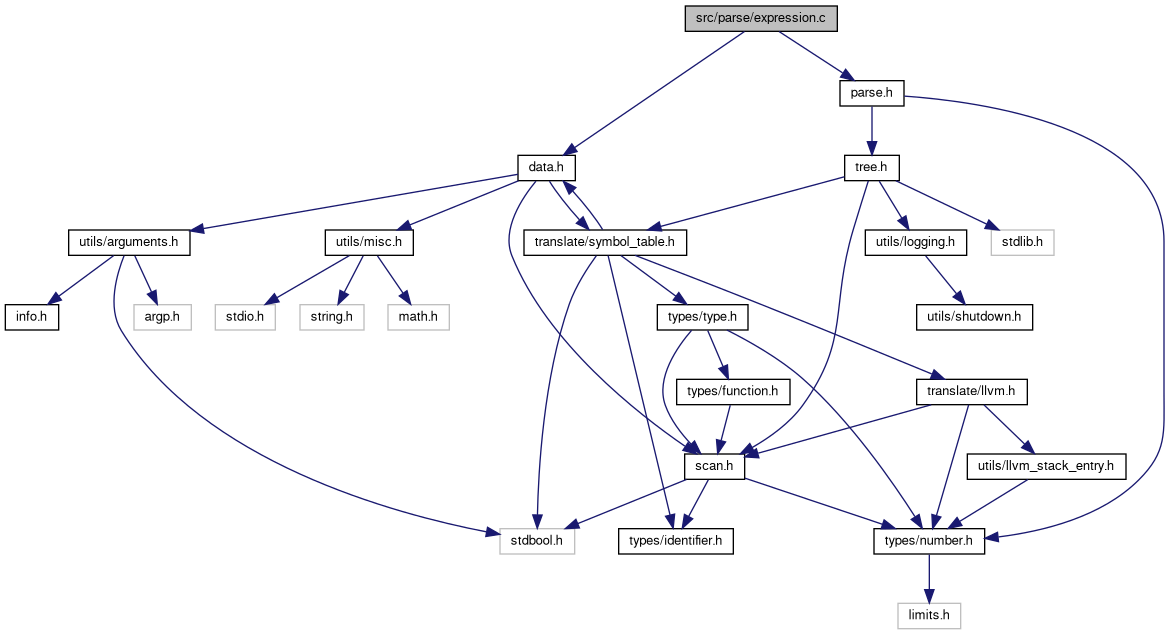 src/parse/expression.c
parse.h
data.h
tree.h
utils/arguments.h
utils/misc.h
translate/symbol_table.h
utils/logging.h
stdlib.h
info.h
argp.h
stdio.h
string.h
math.h
types/type.h
utils/shutdown.h
types/function.h
translate/llvm.h
scan.h
utils/llvm_stack_entry.h
stdbool.h
types/identifier.h
types/number.h
limits.h